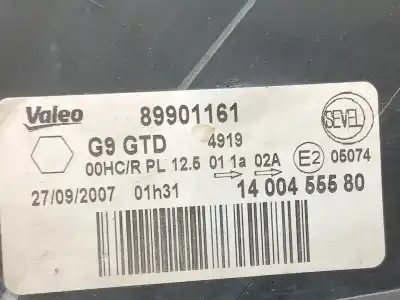 Valeo 89901161
G9 GTD 4919 SEVEL
00HC/R PL 12.5 01 1a 02A E2 05074
27/09/2007 01h31 14 004 555 80